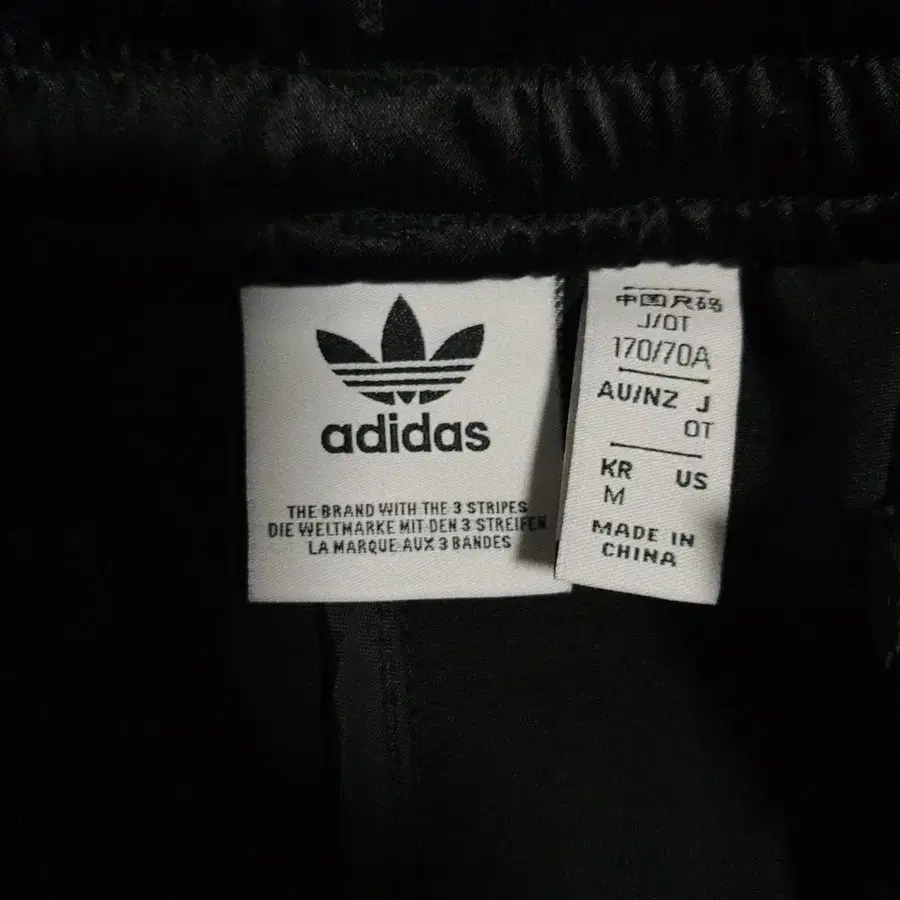 adidas
THE BRAND WITH THE 3 STRIPES
DIE WELTMARKE MIT DEN 3 STREIFEN
LA MARQUE AUX 3 BANDES
中国尺码
J/OT
170/70A
AU/NZ J
OT
KR US
M
MADE IN
CHINA